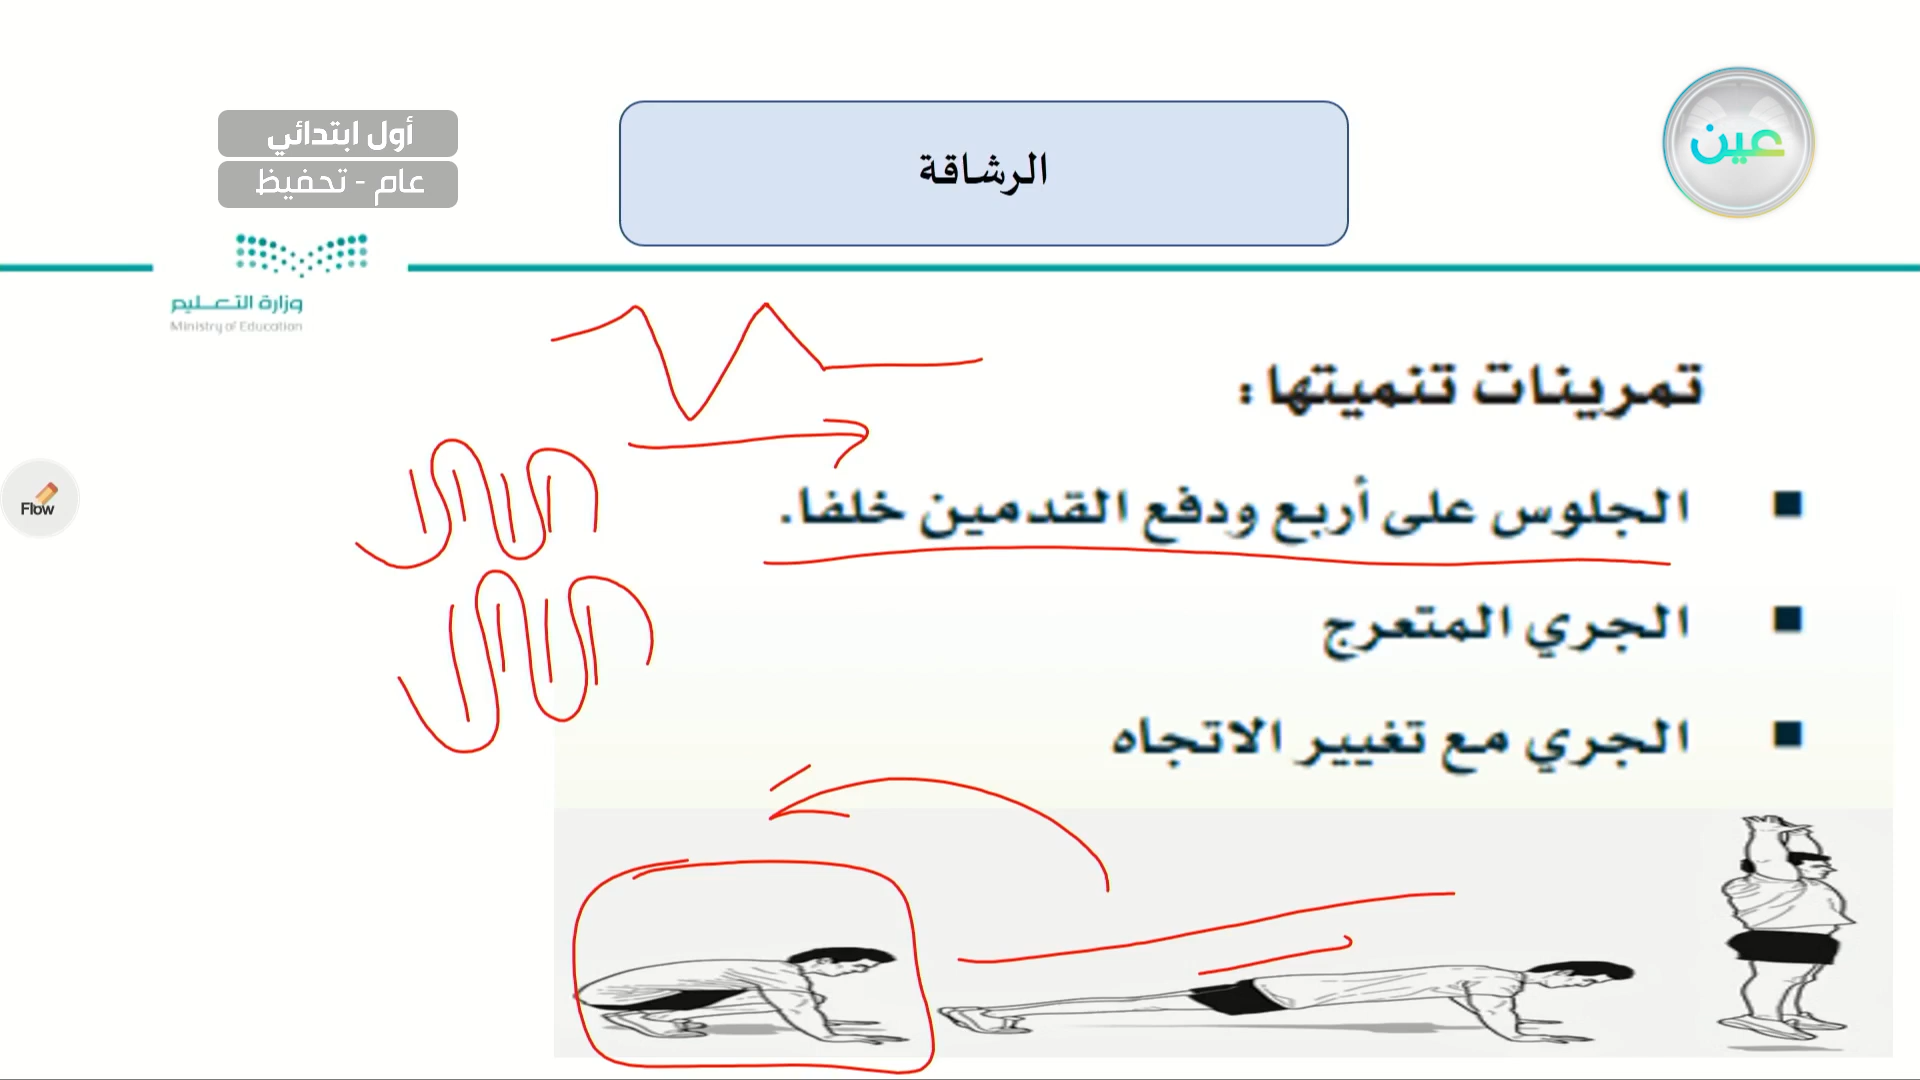 عين
الرشاقة
أول ابتدائي
عام - تحفيظ
وزارة التعـــليم
Ministry of Education
تمرينات تنميتها :
الجلوس على أربع ودفع القدمين خلفا.
الجري المتعرج
الجري مع تغيير الاتجاه
Flow